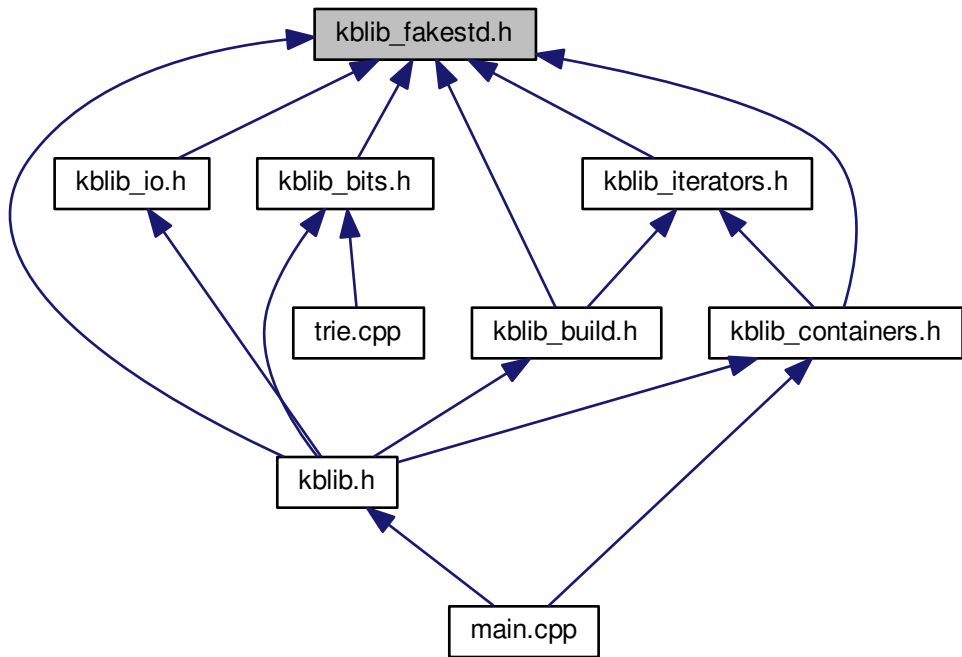 kblib_fakestd.h
kblib_io.h
kblib_bits.h
kblib_iterators.h
trie.cpp
kblib_build.h
kblib_containers.h
kblib.h
main.cpp